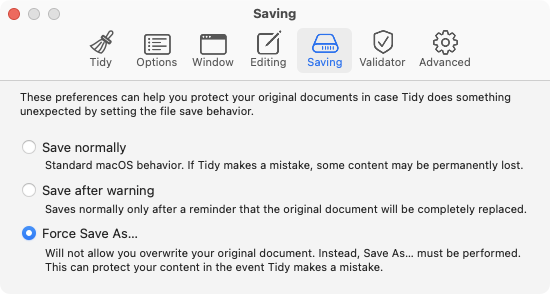 Saving
Tidy
Options
Window
Editing
Saving
Validator
Advanced
These preferences can help you protect your original documents in case Tidy does something
unexpected by setting the file save behavior.
Save normally
Standard macOS behavior. If Tidy makes a mistake, some content may be permanently lost.
Save after warning
Saves normally only after a reminder that the original document will be completely replaced.
Force Save As...
Will not allow you overwrite your original document. Instead, Save As... must be performed.
This can protect your content in the event Tidy makes a mistake.